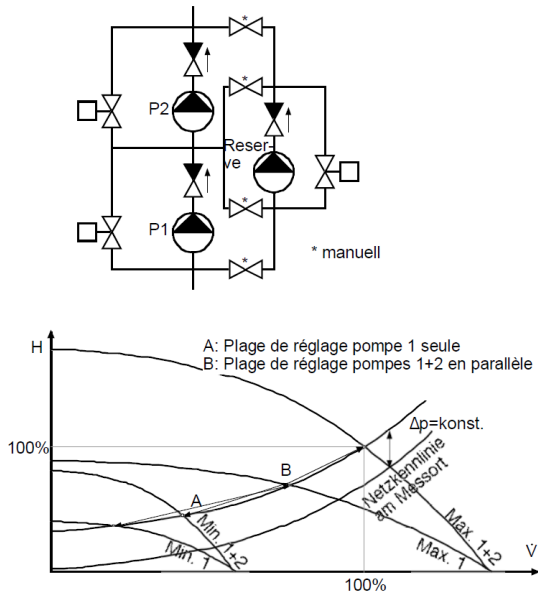 *
P2
*
Reser-
ve
P1
*
* manuell
*
H
A: Plage de réglage pompe 1 seule
B: Plage de réglage pompes 1+2 en parallèle
Δp=konst.
100%
B
Netzkennlinie
am Messort
A
Min. 1+2
Min. 1
Max. 1
Max. 1+2
V̇
100%